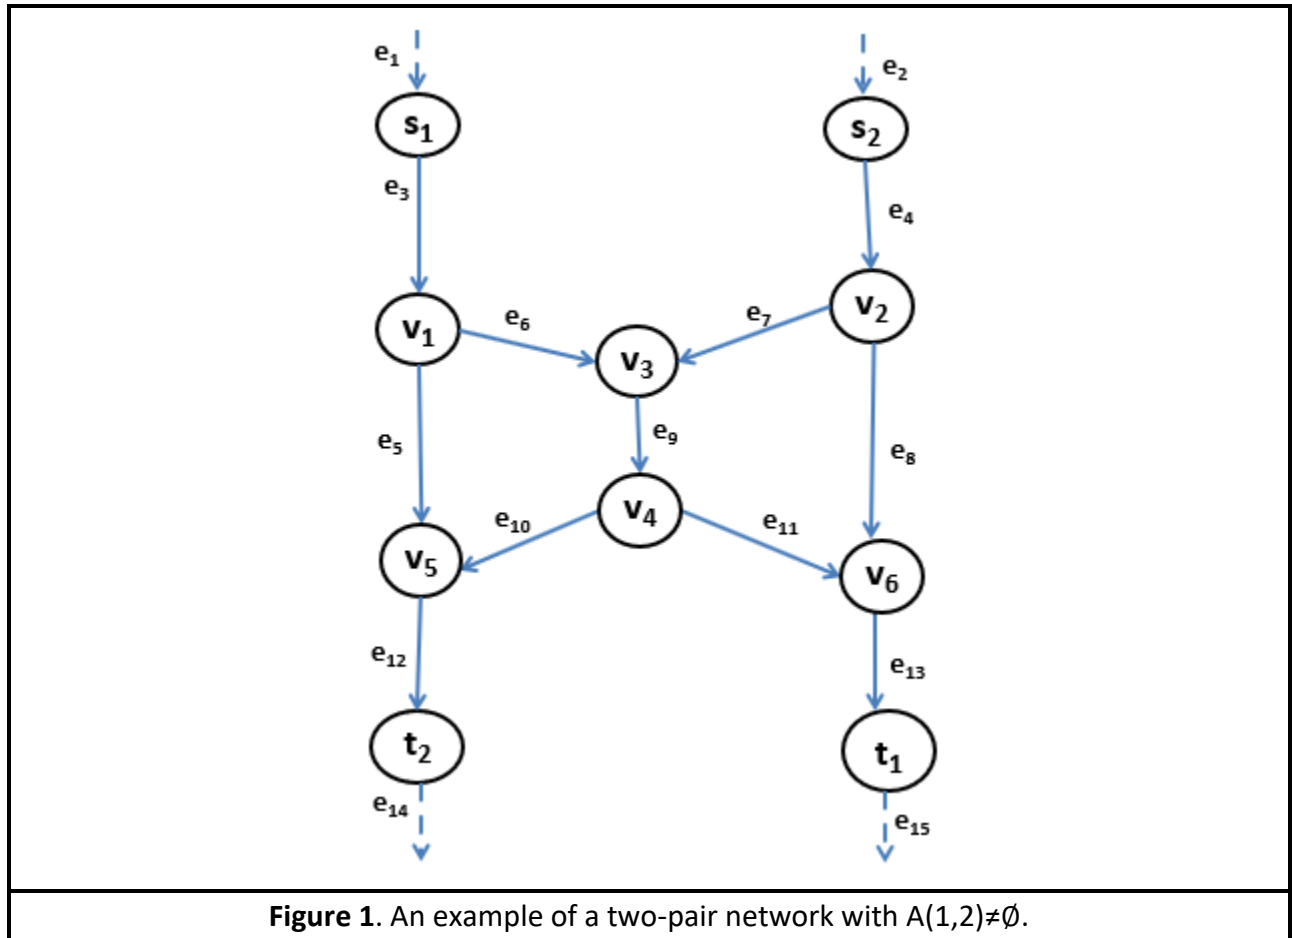 e1
e2
s1
s2
e3
e4
v1
e6
e7
v2
v3
e5
e9
e8
v4
e10
e11
v5
v6
e12
e13
t2
t1
e14
e15
Figure 1. An example of a two-pair network with A(1,2)≠∅.